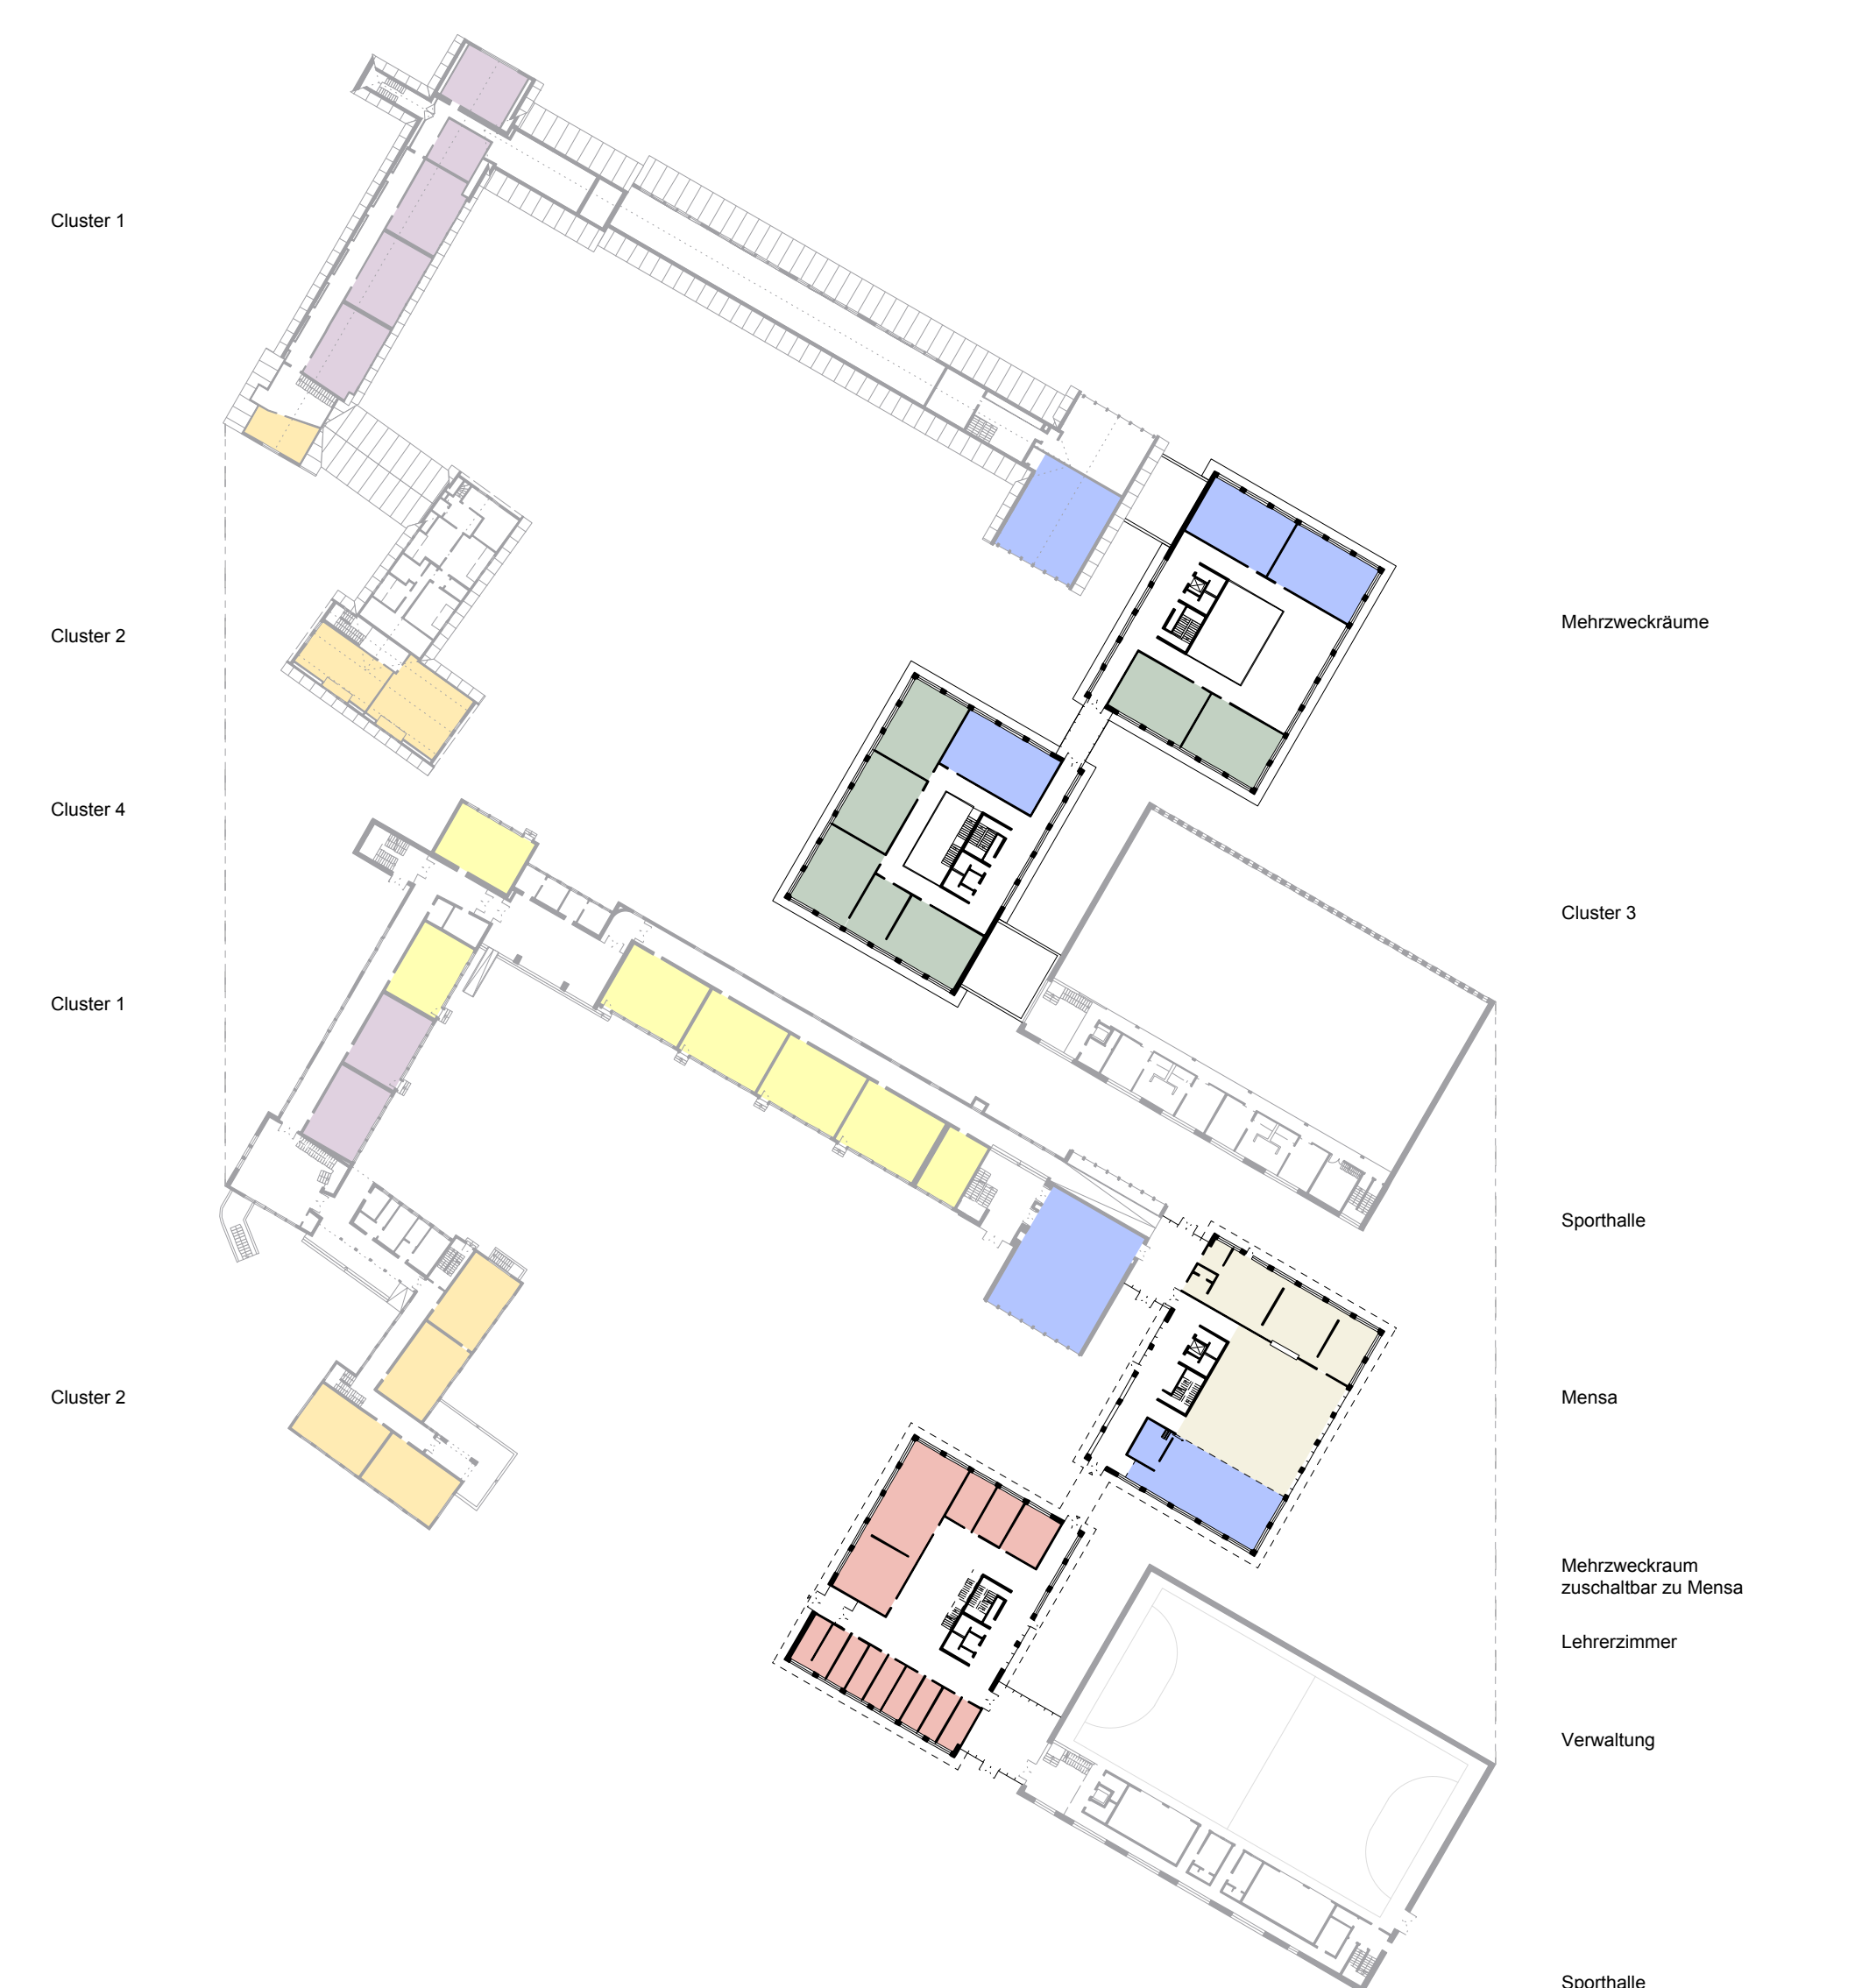 Cluster 1
Mehrzweckräume
Cluster 2
Cluster 4
Cluster 3
Cluster 1
Sporthalle
Cluster 2
Mensa
Mehrzweckraum
zuschaltbar zu Mensa
Lehrerzimmer
Verwaltung
Sporthalle